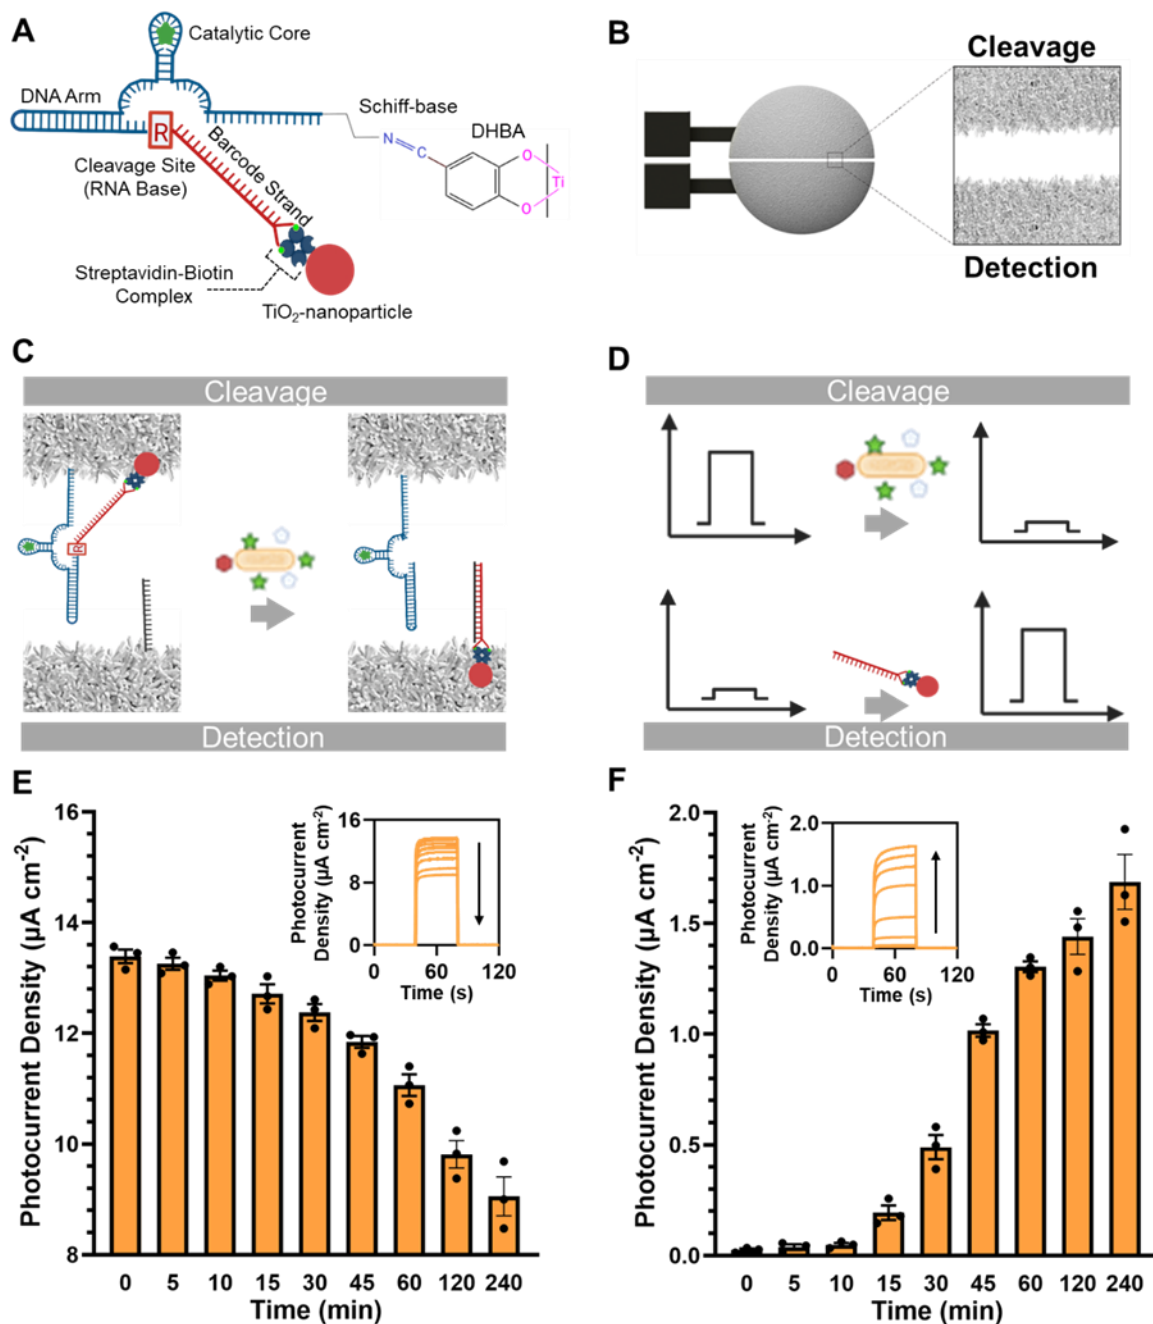 A
Catalytic Core
DNA Arm
R
Cleavage Site
(RNA Base)
Barcode Strand
Schiff-base
DHBA
N
C
O
O
Ti
Streptavidin-Biotin
Complex
TiO₂-nanoparticle
B
Cleavage
Detection
C
Cleavage
R
Detection
D
Cleavage
Detection
E
Photocurrent Density (µA cm⁻²)
16
14
12
10
8
0 5 10 15 30 45 60 120 240
Time (min)
Photocurrent
Density (µA cm⁻²)
16
8
0
0 60 120
Time (s)
F
Photocurrent Density (µA cm⁻²)
2.0
1.5
1.0
0.5
0.0
0 5 10 15 30 45 60 120 240
Time (min)
Photocurrent
Density (µA cm⁻²)
2.0
1.0
0.0
0 60 120
Time (s)